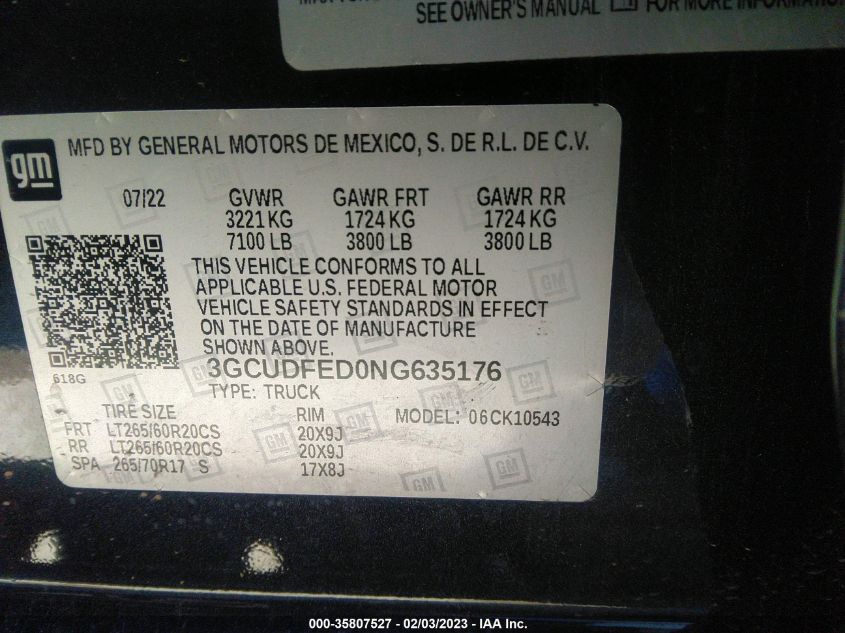 SEE OWNER'S MANUAL FOR MORE INFORMATION
gm
MFD BY GENERAL MOTORS DE MEXICO, S. DE R.L. DE C.V.
07/22 GVWR GAWR FRT GAWR RR
3221 KG 1724 KG 1724 KG
7100 LB 3800 LB 3800 LB
THIS VEHICLE CONFORMS TO ALL
APPLICABLE U.S. FEDERAL MOTOR
VEHICLE SAFETY STANDARDS IN EFFECT
ON THE DATE OF MANUFACTURE
SHOWN ABOVE.
618G
3GCUDFED0NG635176
TYPE: TRUCK
TIRE SIZE RIM MODEL: 06CK10543
FRT LT265/60R20CS 20X9J
RR LT265/60R20CS 20X9J
SPA 265/70R17 S 17X8J
000-35807527 - 02/03/2023 - IAA Inc.